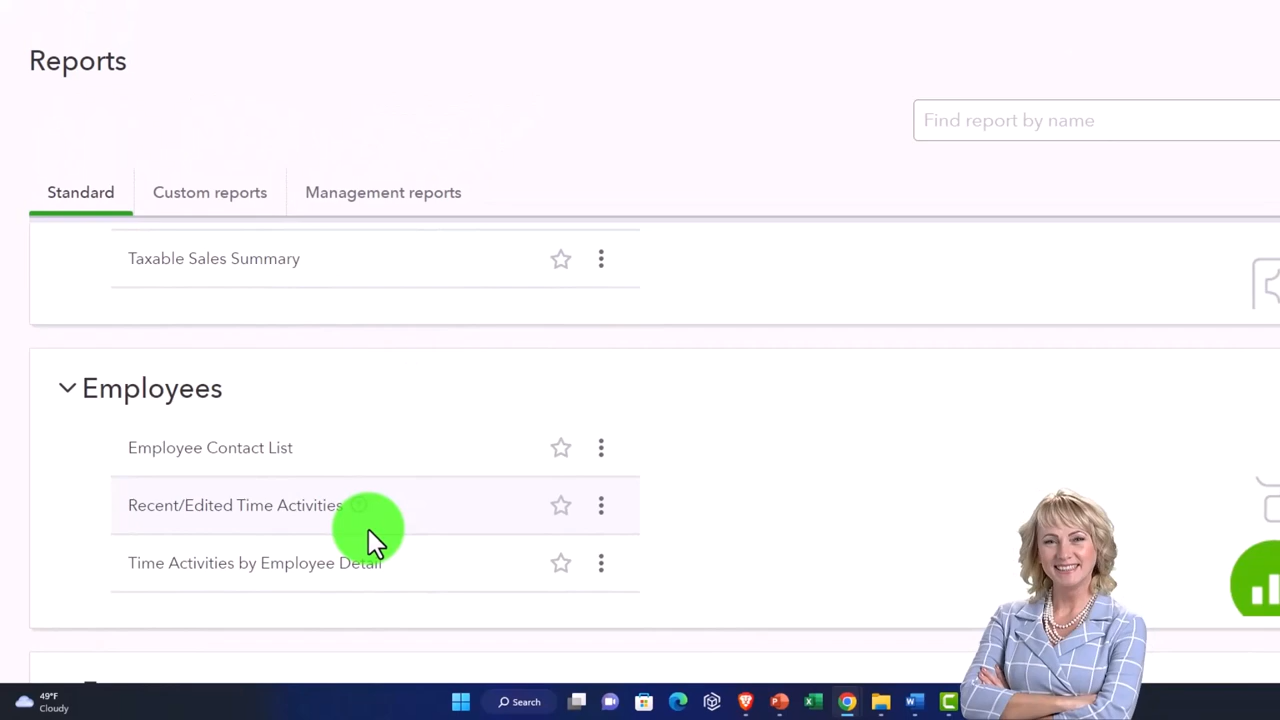 Reports
Find report by name
Standard
Custom reports
Management reports
Taxable Sales Summary
Employees
Employee Contact List
Recent/Edited Time Activities
Time Activities by Employee Detail
49°F
Cloudy
Search